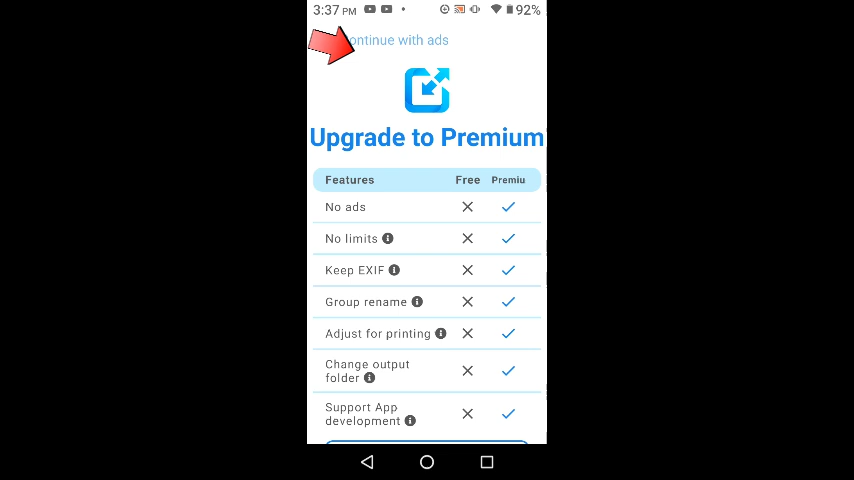 3:37 PM 92%
ontinue with ads
Upgrade to Premium
Features Free Premiu
No ads
No limits
Keep EXIF
Group rename
Adjust for printing
Change output
folder
Support App
development